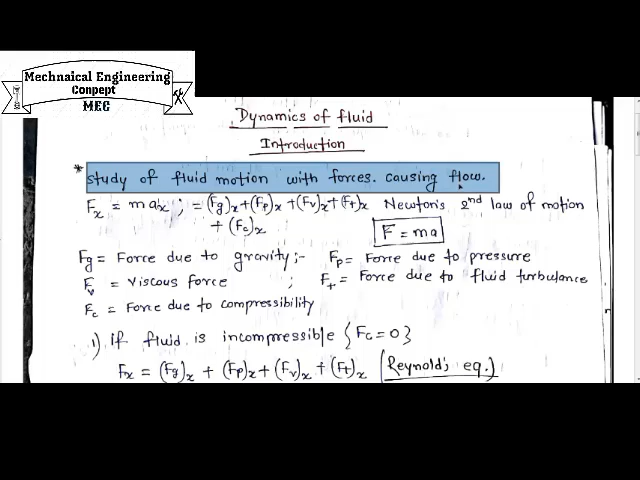 Mechnaical Engineering
Conpept
MEC
Dynamics of fluid
Introduction
* study of fluid motion with forces. causing flow.
Fx = max ; = (Fg)x + (Fp)x + (Fv)x + (Ft)x Newton's 2nd law of motion
+ (Fc)x F = ma
Fg = Force due to gravity;- Fp = Force due to pressure
Fv = viscous force ; Ft = Force due to fluid turbulance
Fc = Force due to compressibility
1) if fluid is incompressible {Fc = 0}
Fx = (Fg)x + (Fp)x + (Fv)x + (Ft)x (Reynold's eq.)